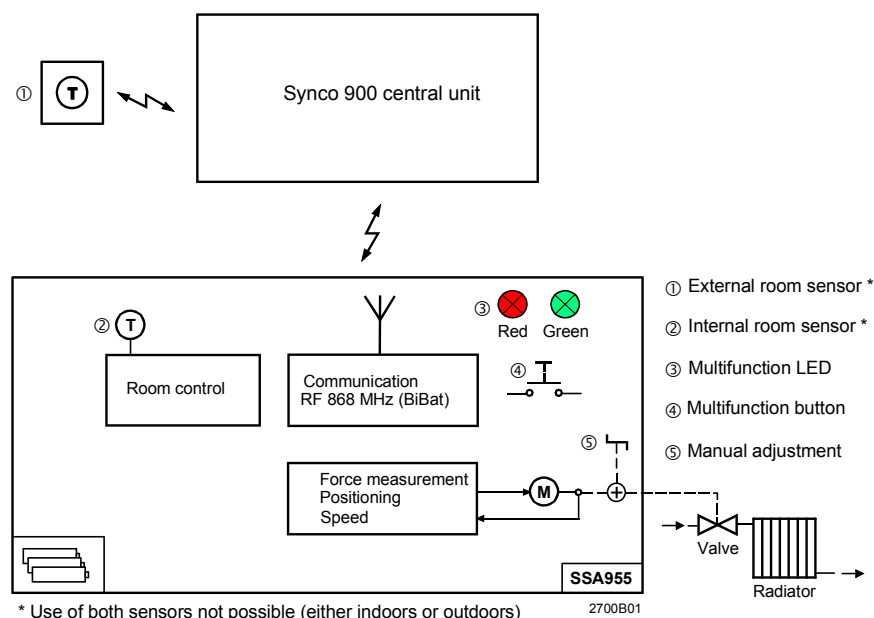 ① T
Synco 900 central unit
② T
Room control
Communication
RF 868 MHz (BiBat)
③
Red Green
④
⑤
Force measurement
Positioning
Speed
M
SSA955
Valve
Radiator
① External room sensor *
② Internal room sensor *
③ Multifunction LED
④ Multifunction button
⑤ Manual adjustment
* Use of both sensors not possible (either indoors or outdoors)
2700B01